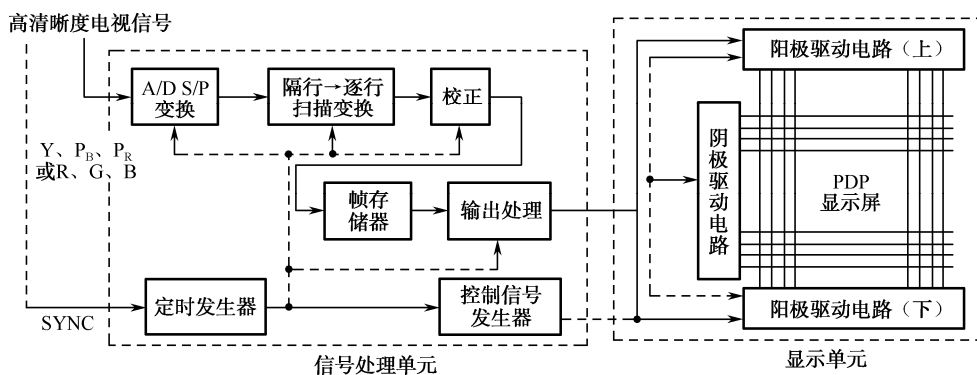 高清晰度电视信号
A/D S/P
变换
隔行→逐行
扫描变换
校正
Y、P_B、P_R
或R、G、B
帧存
储器
输出处理
定时发生器
控制信号
发生器
SYNC
信号处理单元
阳极驱动电路（上）
阴极驱动电路
PDP
显示屏
阳极驱动电路（下）
显示单元